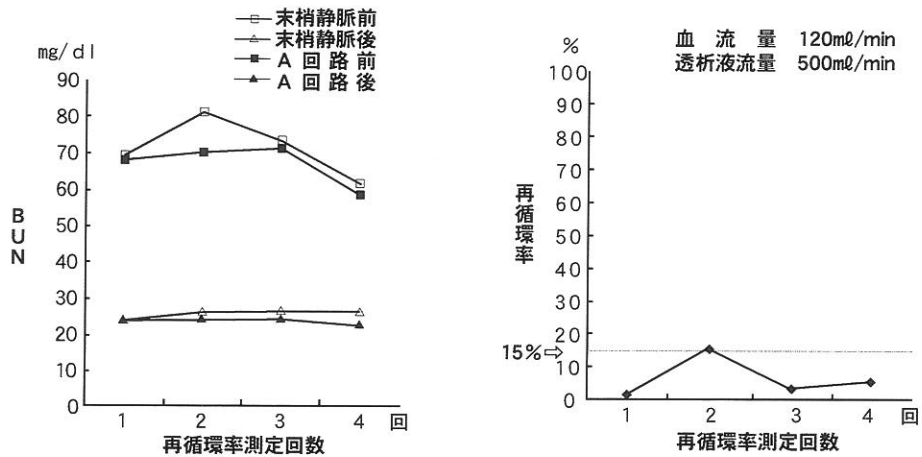 末梢静脈前
末梢静脈後
A 回 路 前
A 回 路 後
mg/dl
90
80
70
60
50
40
30
20
10
0
BUN
1 2 3 4 回
再循環率測定回数
血 流 量 120mℓ/min
透析液流量 500mℓ/min
%
100
90
80
70
60
50
40
30
20
15%⇨
10
0
再循環率
1 2 3 4 回
再循環率測定回数